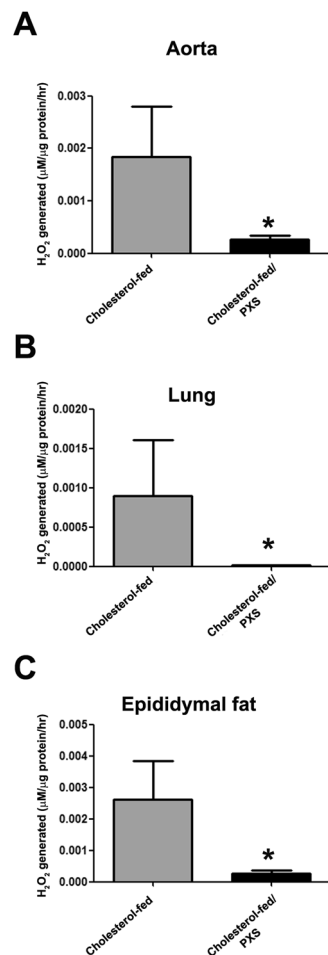 A
Aorta
H₂O₂ generated (μM/μg protein/hr)
0.003
0.002
0.001
0.000
*
Cholesterol-fed
Cholesterol-fed/
PXS
B
Lung
H₂O₂ generated (μM/μg protein/hr)
0.0020
0.0015
0.0010
0.0005
0.0000
*
Cholesterol-fed
Cholesterol-fed/
PXS
C
Epididymal fat
H₂O₂ generated (μM/μg protein/hr)
0.005
0.004
0.003
0.002
0.001
0.000
*
Cholesterol-fed
Cholesterol-fed/
PXS